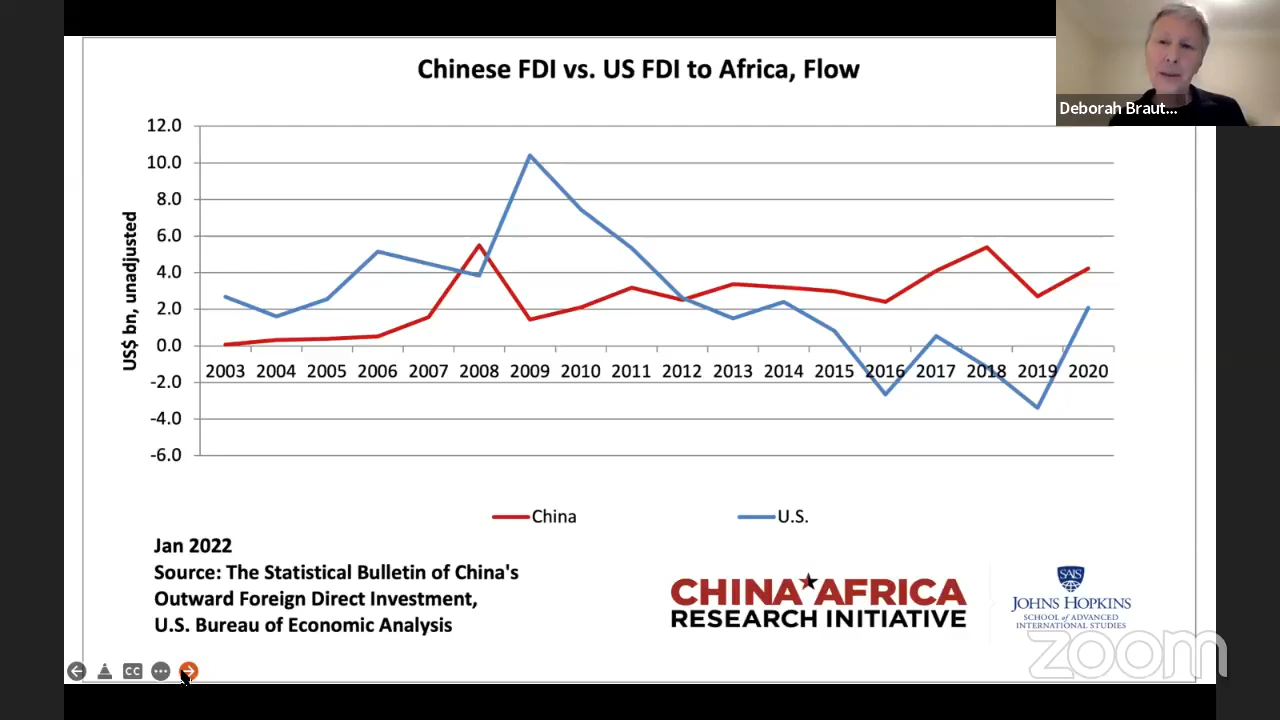 Chinese FDI vs. US FDI to Africa, Flow
Deborah Braut...
12.0
10.0
8.0
6.0
4.0
2.0
0.0
-2.0
-4.0
-6.0
US$ bn, unadjusted
2003 2004 2005 2006 2007 2008 2009 2010 2011 2012 2013 2014 2015 2016 2017 2018 2019 2020
China
U.S.
Jan 2022
Source: The Statistical Bulletin of China's
Outward Foreign Direct Investment,
U.S. Bureau of Economic Analysis
CHINA AFRICA
RESEARCH INITIATIVE
SAIS
JOHNS HOPKINS
SCHOOL of ADVANCED
INTERNATIONAL STUDIES
zoom
CC